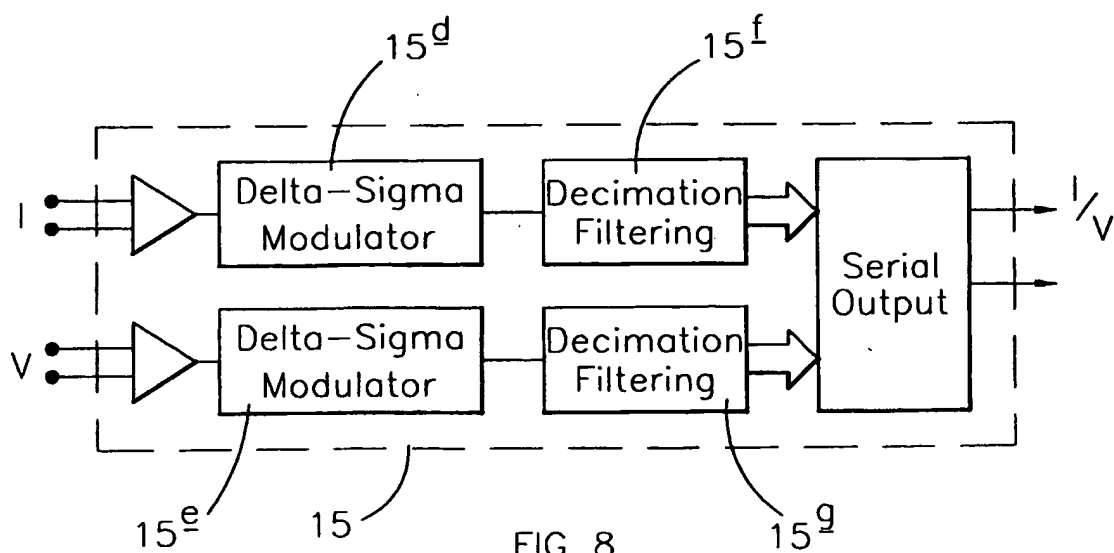 15d
15f
I
Delta-Sigma
Modulator
Decimation
Filtering
Serial
Output
I/V
V
Delta-Sigma
Modulator
Decimation
Filtering
15e
15
15g
FIG 8